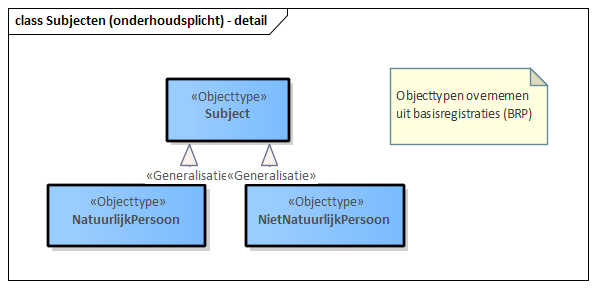 class Subjecten (onderhoudsplicht) - detail
«Objecttype»
Subject
Objecttypen overnemen
uit basisregistraties (BRP)
«Generalisatie»
«Generalisatie»
«Objecttype»
NatuurlijkPersoon
«Objecttype»
NietNatuurlijkPersoon